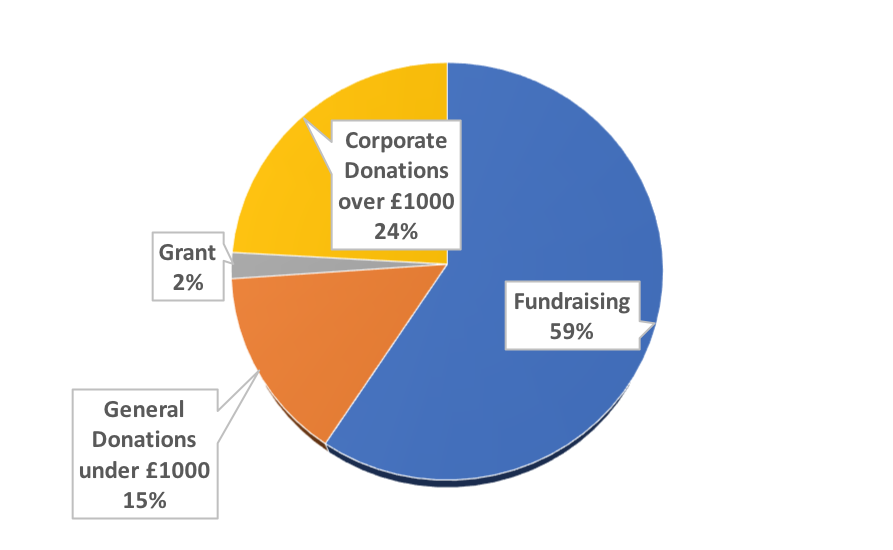 Corporate
Donations
over £1000
24%
Grant
2%
Fundraising
59%
General
Donations
under £1000
15%